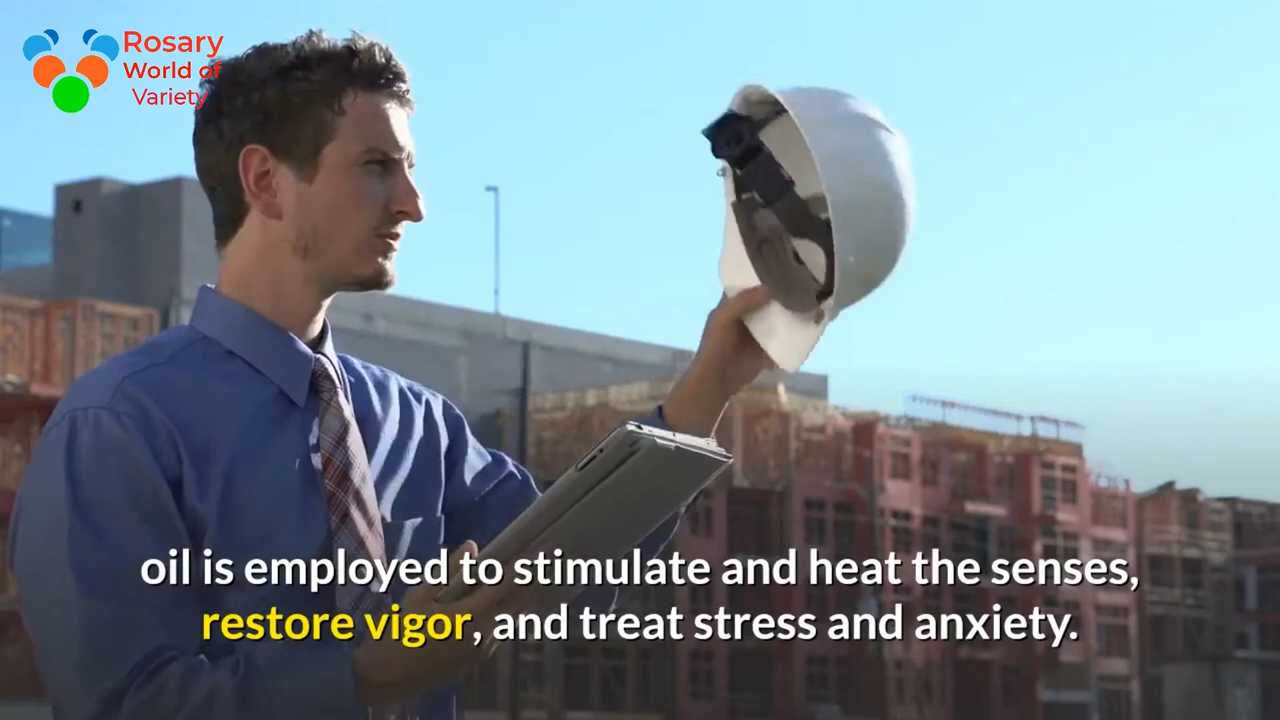 Rosary
World of
Variety
oil is employed to stimulate and heat the senses,
restore vigor, and treat stress and anxiety.